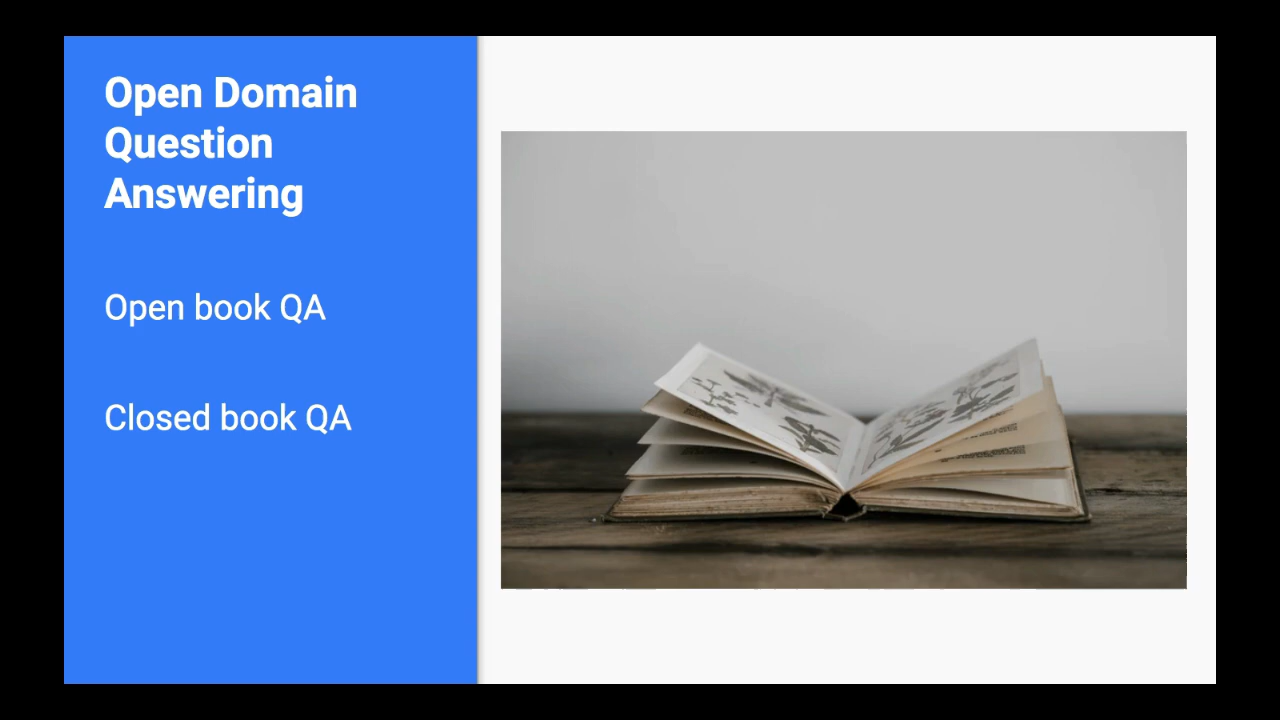 Open Domain
Question
Answering
Open book QA
Closed book QA